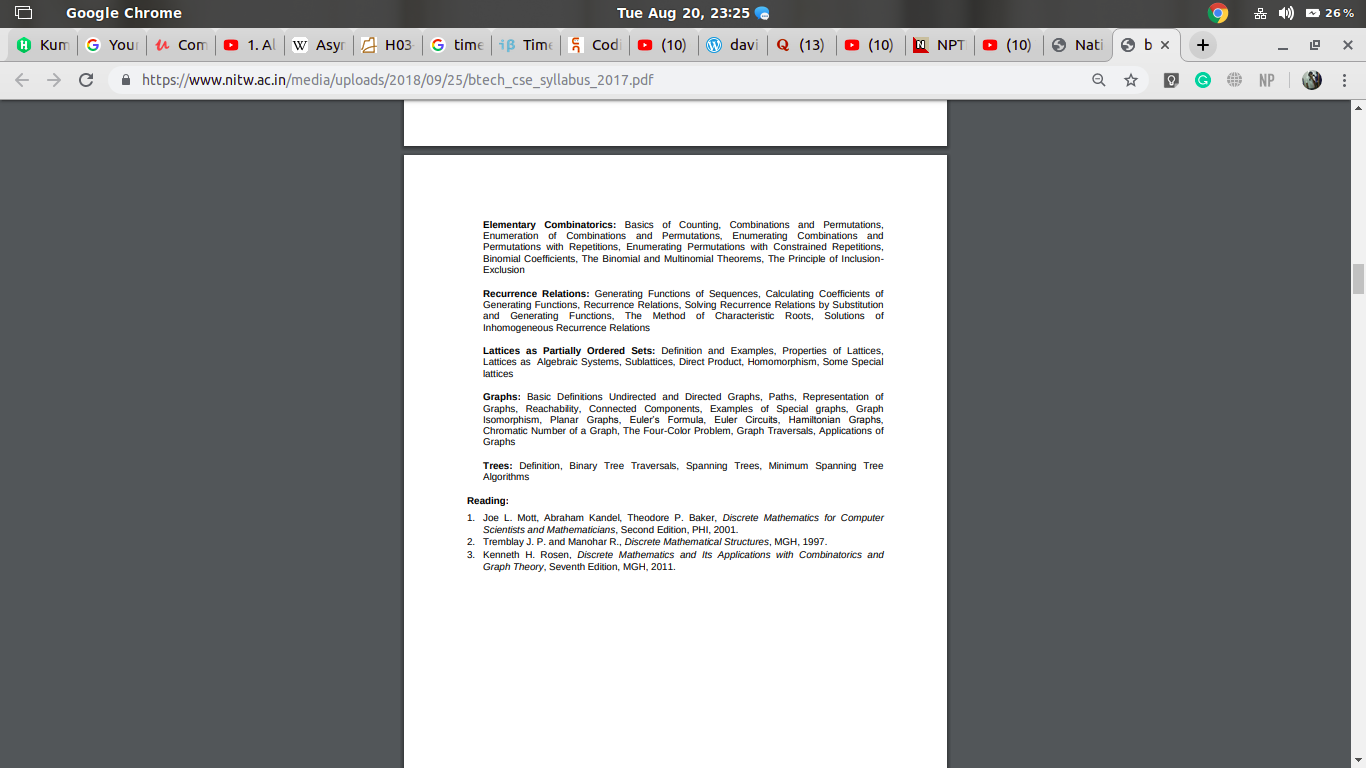 Google Chrome
Tue Aug 20, 23:25
26 %
Kum
You
Com
1. Al
Asyr
H03-
time
Time
Codi
(10)
davi
(13)
(10)
NPT
(10)
Nati
b
https://www.nitw.ac.in/media/uploads/2018/09/25/btech_cse_syllabus_2017.pdf
NP
Elementary Combinatorics: Basics of Counting, Combinations and Permutations,
Enumeration of Combinations and Permutations, Enumerating Combinations and
Permutations with Repetitions, Enumerating Permutations with Constrained Repetitions,
Binomial Coefficients, The Binomial and Multinomial Theorems, The Principle of Inclusion-
Exclusion
Recurrence Relations: Generating Functions of Sequences, Calculating Coefficients of
Generating Functions, Recurrence Relations, Solving Recurrence Relations by Substitution
and Generating Functions, The Method of Characteristic Roots, Solutions of
Inhomogeneous Recurrence Relations
Lattices as Partially Ordered Sets: Definition and Examples, Properties of Lattices,
Lattices as Algebraic Systems, Sublattices, Direct Product, Homomorphism, Some Special
lattices
Graphs: Basic Definitions Undirected and Directed Graphs, Paths, Representation of
Graphs, Reachability, Connected Components, Examples of Special graphs, Graph
Isomorphism, Planar Graphs, Euler's Formula, Euler Circuits, Hamiltonian Graphs,
Chromatic Number of a Graph, The Four-Color Problem, Graph Traversals, Applications of
Graphs
Trees: Definition, Binary Tree Traversals, Spanning Trees, Minimum Spanning Tree
Algorithms
Reading:
1. Joe L. Mott, Abraham Kandel, Theodore P. Baker, Discrete Mathematics for Computer
Scientists and Mathematicians, Second Edition, PHI, 2001.
2. Tremblay J. P. and Manohar R., Discrete Mathematical Structures, MGH, 1997.
3. Kenneth H. Rosen, Discrete Mathematics and Its Applications with Combinatorics and
Graph Theory, Seventh Edition, MGH, 2011.